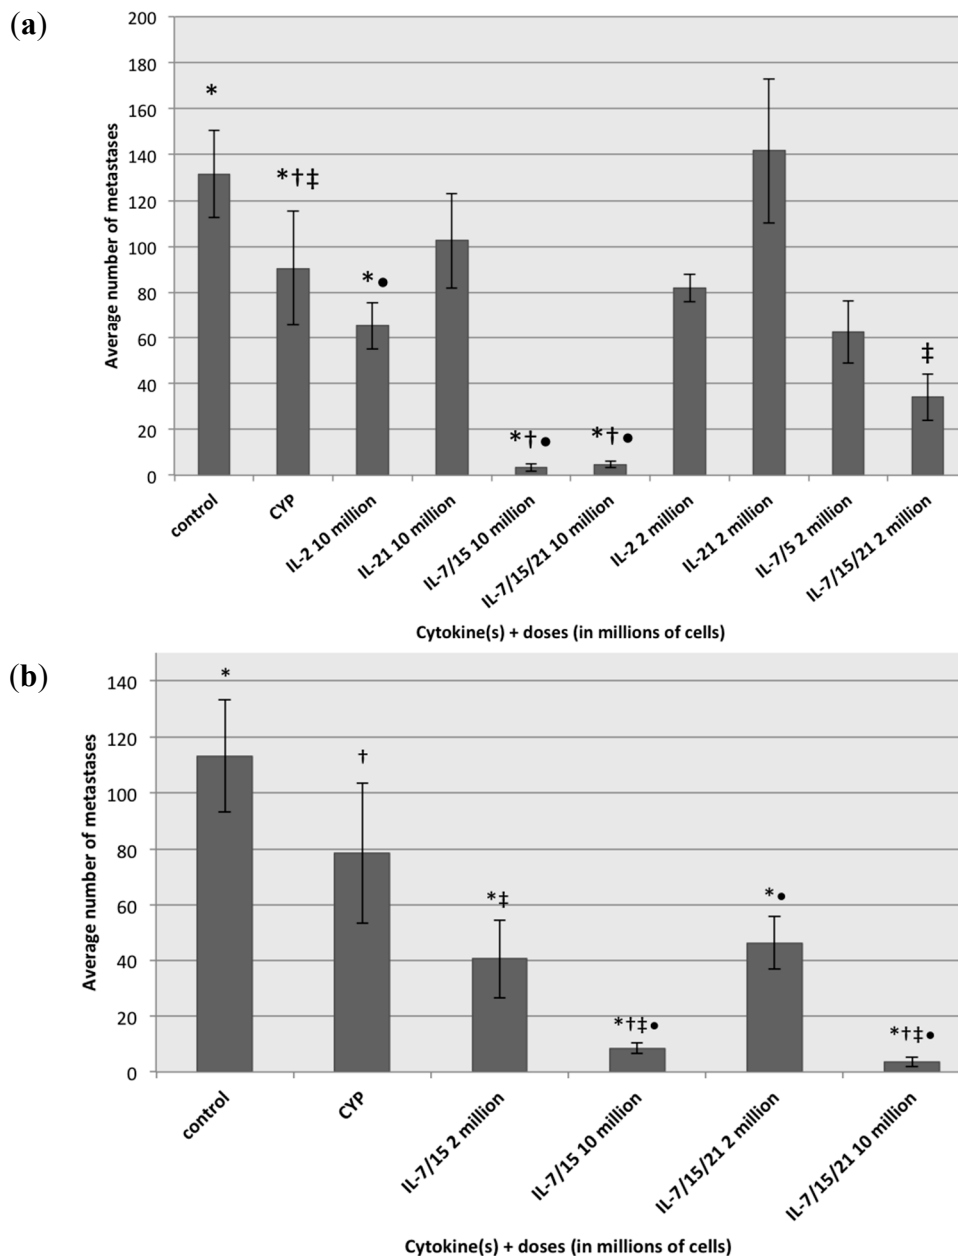 (a)
Average number of metastases
200
180
160
140
120
100
80
60
40
20
0
*
*†‡
*●
*†●
*†●
‡
control
CYP
IL-2 10 million
IL-21 10 million
IL-7/15 10 million
IL-7/15/21 10 million
IL-2 2 million
IL-21 2 million
IL-7/5 2 million
IL-7/15/21 2 million
Cytokine(s) + doses (in millions of cells)
(b)
Average number of metastases
140
120
100
80
60
40
20
0
*
†
*‡
*†‡●
*●
*†‡●
control
CYP
IL-7/15 2 million
IL-7/15 10 million
IL-7/15/21 2 million
IL-7/15/21 10 million
Cytokine(s) + doses (in millions of cells)